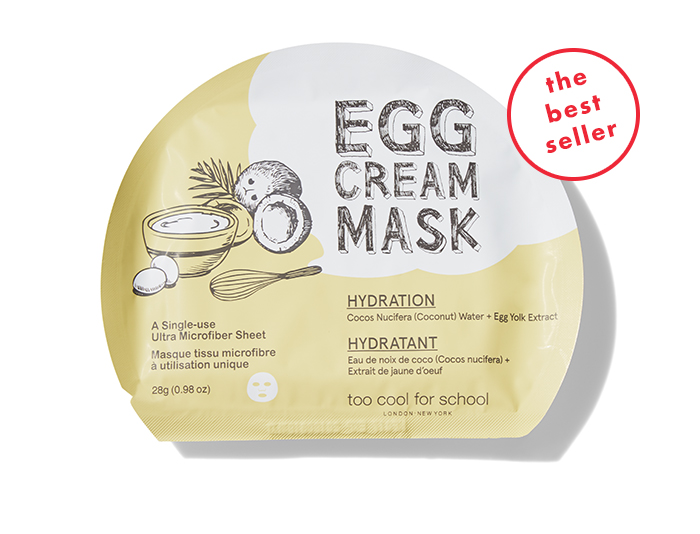 the
best
seller
EGG
CREAM
MASK
HYDRATION
Cocos Nucifera (Coconut) Water + Egg Yolk Extract
HYDRATANT
Eau de noix de coco (Cocos nucifera) +
Extrait de jaune d'oeuf
A Single-use
Ultra Microfiber Sheet
Masque tissu microfibre
à utilisation unique
28g (0.98 oz)
too cool for school
LONDON·NEW YORK